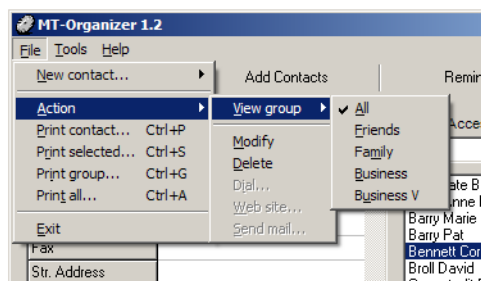 MT-Organizer 1.2
File Tools Help
New contact...
Add Contacts
Action
View group
All
Print contact... Ctrl+P
Friends
Print selected... Ctrl+S
Modify
Family
Print group... Ctrl+G
Delete
Business
Print all... Ctrl+A
Dial...
Business V
Web site...
Exit
Send mail...
Barry Marie
Barry Pat
Fax
Bennett Cor
Str. Address
Broll David